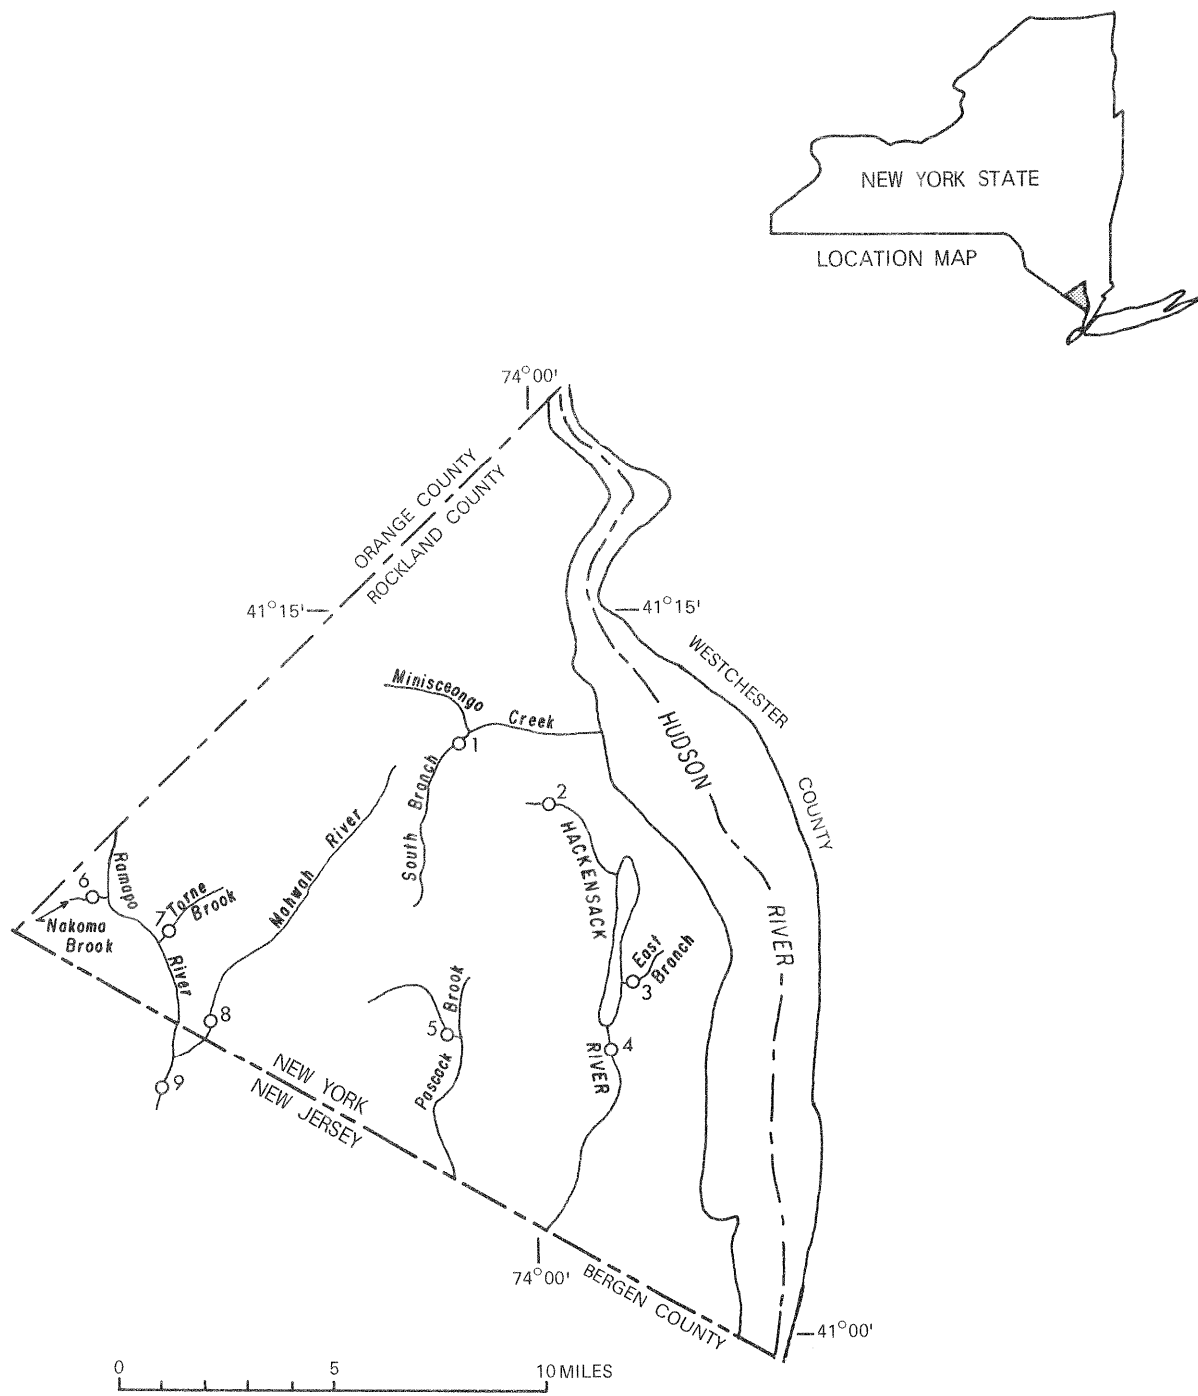 NEW YORK STATE
LOCATION MAP
74°00'
ORANGE COUNTY
ROCKLAND COUNTY
41°15'
41°15'
WESTCHESTER
COUNTY
Minisceongo
Creek
1
South Branch
HUDSON
RIVER
2
HACKENSACK
RIVER
Mahwah River
Ramapo
River
6
Nakoma
Brook
7
Torne
Brook
East
Branch
3
4
5
Pascack Brook
8
9
NEW YORK
NEW JERSEY
74°00'
BERGEN COUNTY
41°00'
0 5 10 MILES